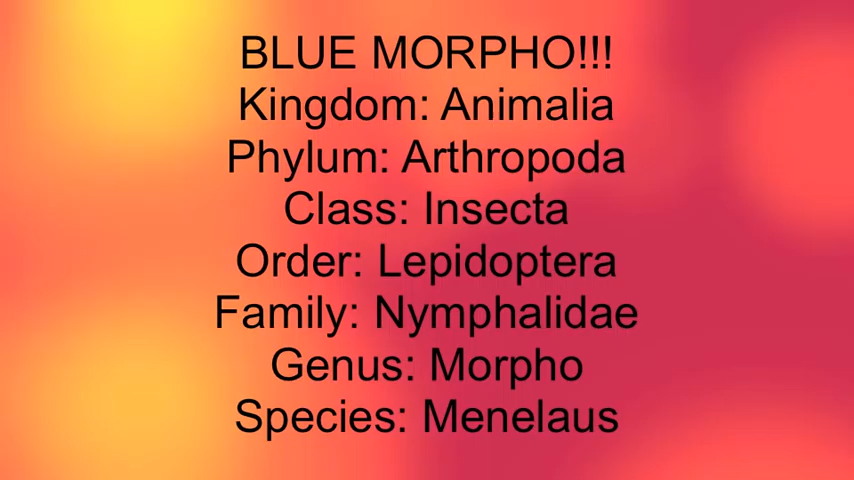 BLUE MORPHO!!!
Kingdom: Animalia
Phylum: Arthropoda
Class: Insecta
Order: Lepidoptera
Family: Nymphalidae
Genus: Morpho
Species: Menelaus